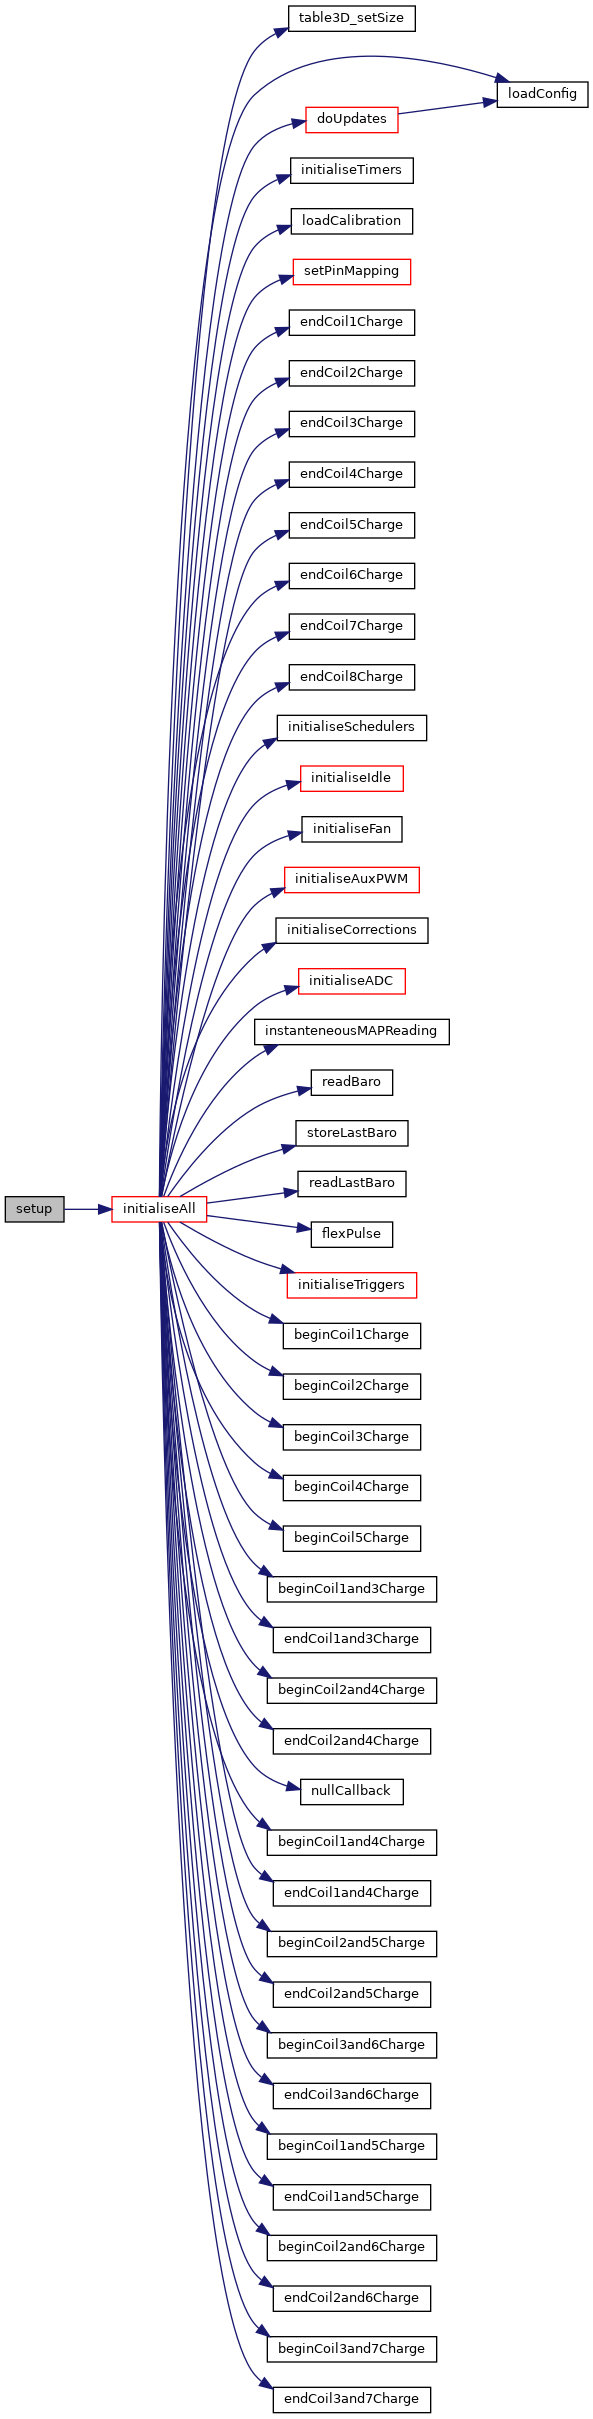 table3D_setSize
loadConfig
doUpdates
initialiseTimers
loadCalibration
setPinMapping
endCoil1Charge
endCoil2Charge
endCoil3Charge
endCoil4Charge
endCoil5Charge
endCoil6Charge
endCoil7Charge
endCoil8Charge
initialiseSchedulers
initialiseIdle
initialiseFan
initialiseAuxPWM
initialiseCorrections
initialiseADC
instanteneousMAPReading
readBaro
storeLastBaro
readLastBaro
setup
initialiseAll
flexPulse
initialiseTriggers
beginCoil1Charge
beginCoil2Charge
beginCoil3Charge
beginCoil4Charge
beginCoil5Charge
beginCoil1and3Charge
endCoil1and3Charge
beginCoil2and4Charge
endCoil2and4Charge
nullCallback
beginCoil1and4Charge
endCoil1and4Charge
beginCoil2and5Charge
endCoil2and5Charge
beginCoil3and6Charge
endCoil3and6Charge
beginCoil1and5Charge
endCoil1and5Charge
beginCoil2and6Charge
endCoil2and6Charge
beginCoil3and7Charge
endCoil3and7Charge